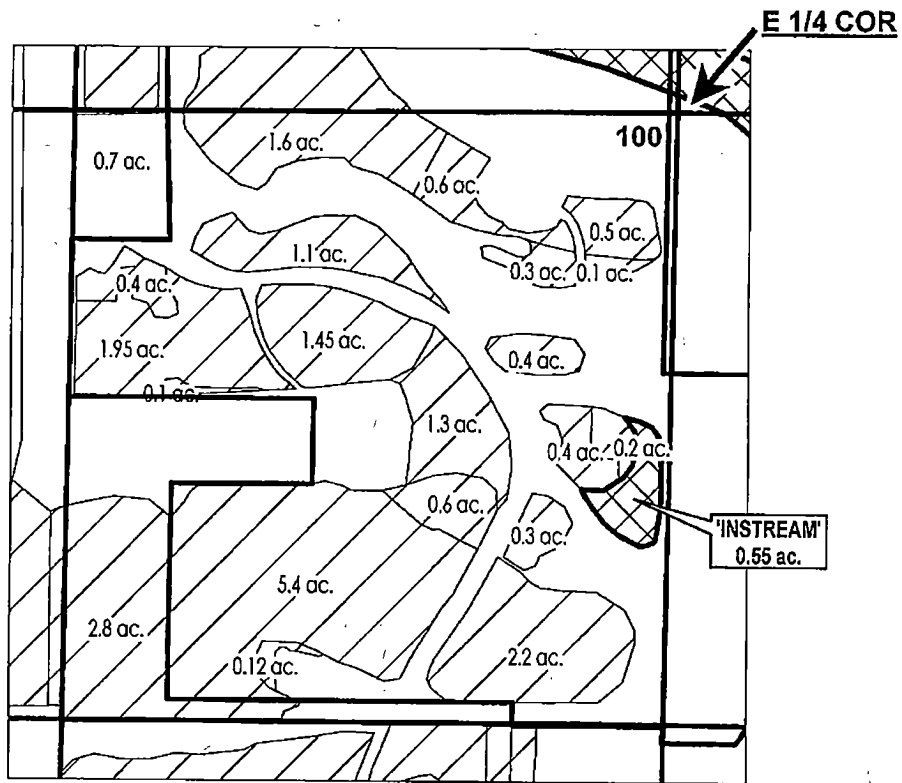 E 1/4 COR
100
1.6 ac.
0.7 ac.
0.6 ac.
0.5 ac.
1.1 ac.
0.3 ac.
0.1 ac.
0.4 ac.
1.95 ac.
1.45 ac.
0.4 ac.
0.1 ac.
1.3 ac.
0.4 ac.
0.2 ac.
0.6 ac.
0.3 ac.
'INSTREAM'
0.55 ac.
5.4 ac.
2.8 ac.
0.12 ac.
2.2 ac.